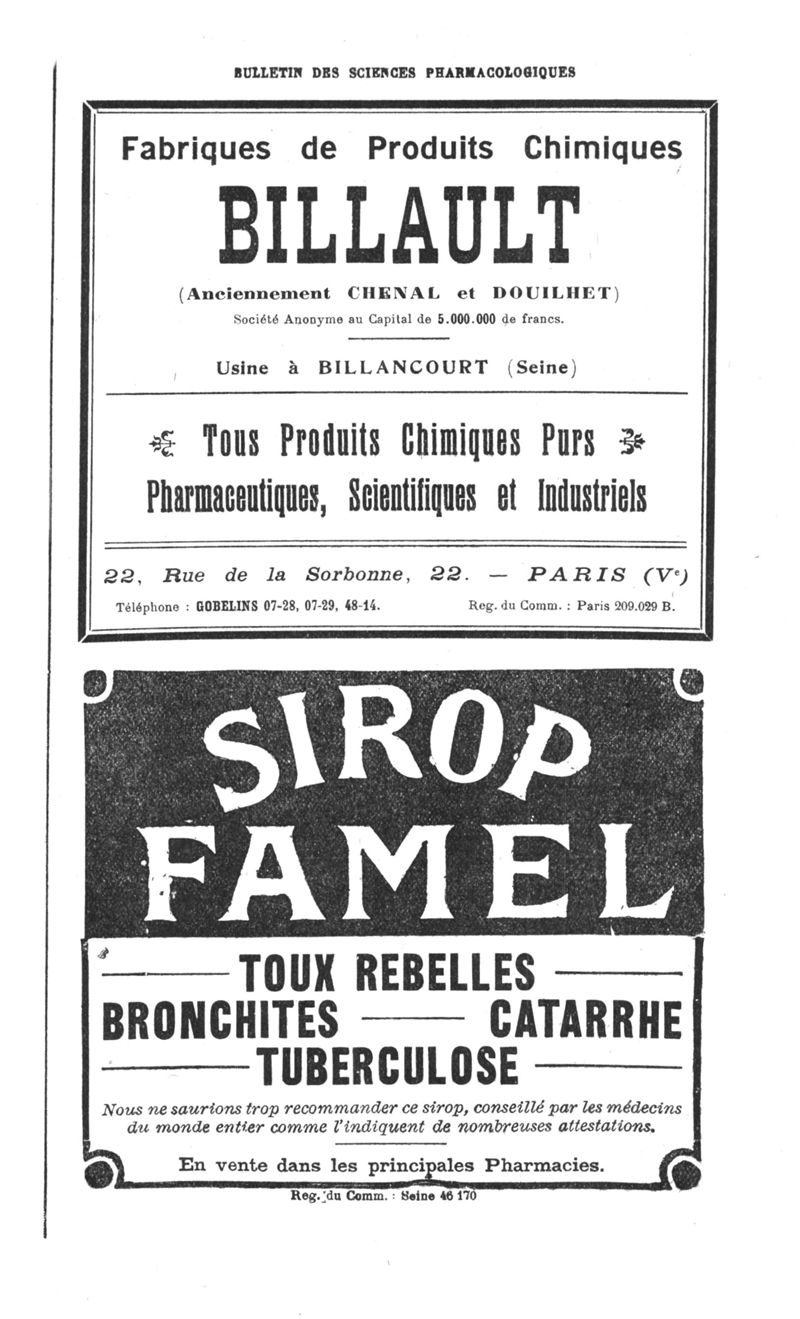 BULLETIN DES SCIENCES PHARMACOLOGIQUES
Fabriques de Produits Chimiques
BILLAULT
(Anciennement CHENAL et DOUILHET)
Société Anonyme au Capital de 5.000.000 de francs.
Usine à BILLANCOURT (Seine)
Tous Produits Chimiques Purs
Pharmaceutiques, Scientifiques et Industriels
22, Rue de la Sorbonne, 22. — PARIS (Ve)
Téléphone : GOBELINS 07-28, 07-29, 48-14. Reg. du Comm. : Paris 209.029 B.
SIROP
FAMEL
TOUX REBELLES
BRONCHITES — CATARRHE
TUBERCULOSE
Nous ne saurions trop recommander ce sirop, conseillé par les médecins
du monde entier comme l'indiquent de nombreuses attestations.
En vente dans les principales Pharmacies.
Reg. du Comm. : Seine 46 170